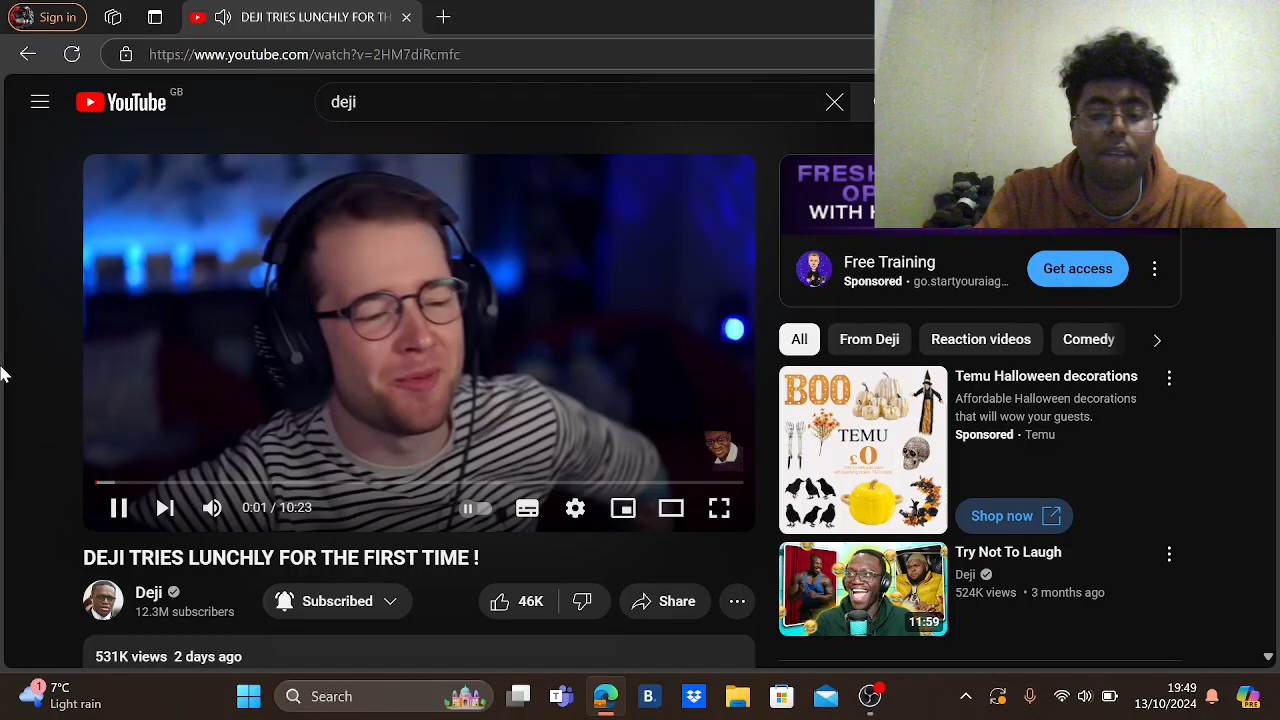 Sign in
DEJI TRIES LUNCHLY FOR TH
https://www.youtube.com/watch?v=2HM7diRcmfc
YouTube GB
deji
0:01 / 10:23
DEJI TRIES LUNCHLY FOR THE FIRST TIME !
Deji
12.3M subscribers
Subscribed
46K
Share
531K views 2 days ago
FRESH
OP
WITH H
Free Training
Sponsored • go.startyouraiag...
Get access
All
From Deji
Reaction videos
Comedy
BOO
TEMU
£0
Temu Halloween decorations
Affordable Halloween decorations
that will wow your guests.
Sponsored • Temu
Shop now
11:59
Try Not To Laugh
Deji
524K views • 3 months ago
1
7°C
Light rain
Search
B
PRE
19:49
13/10/2024